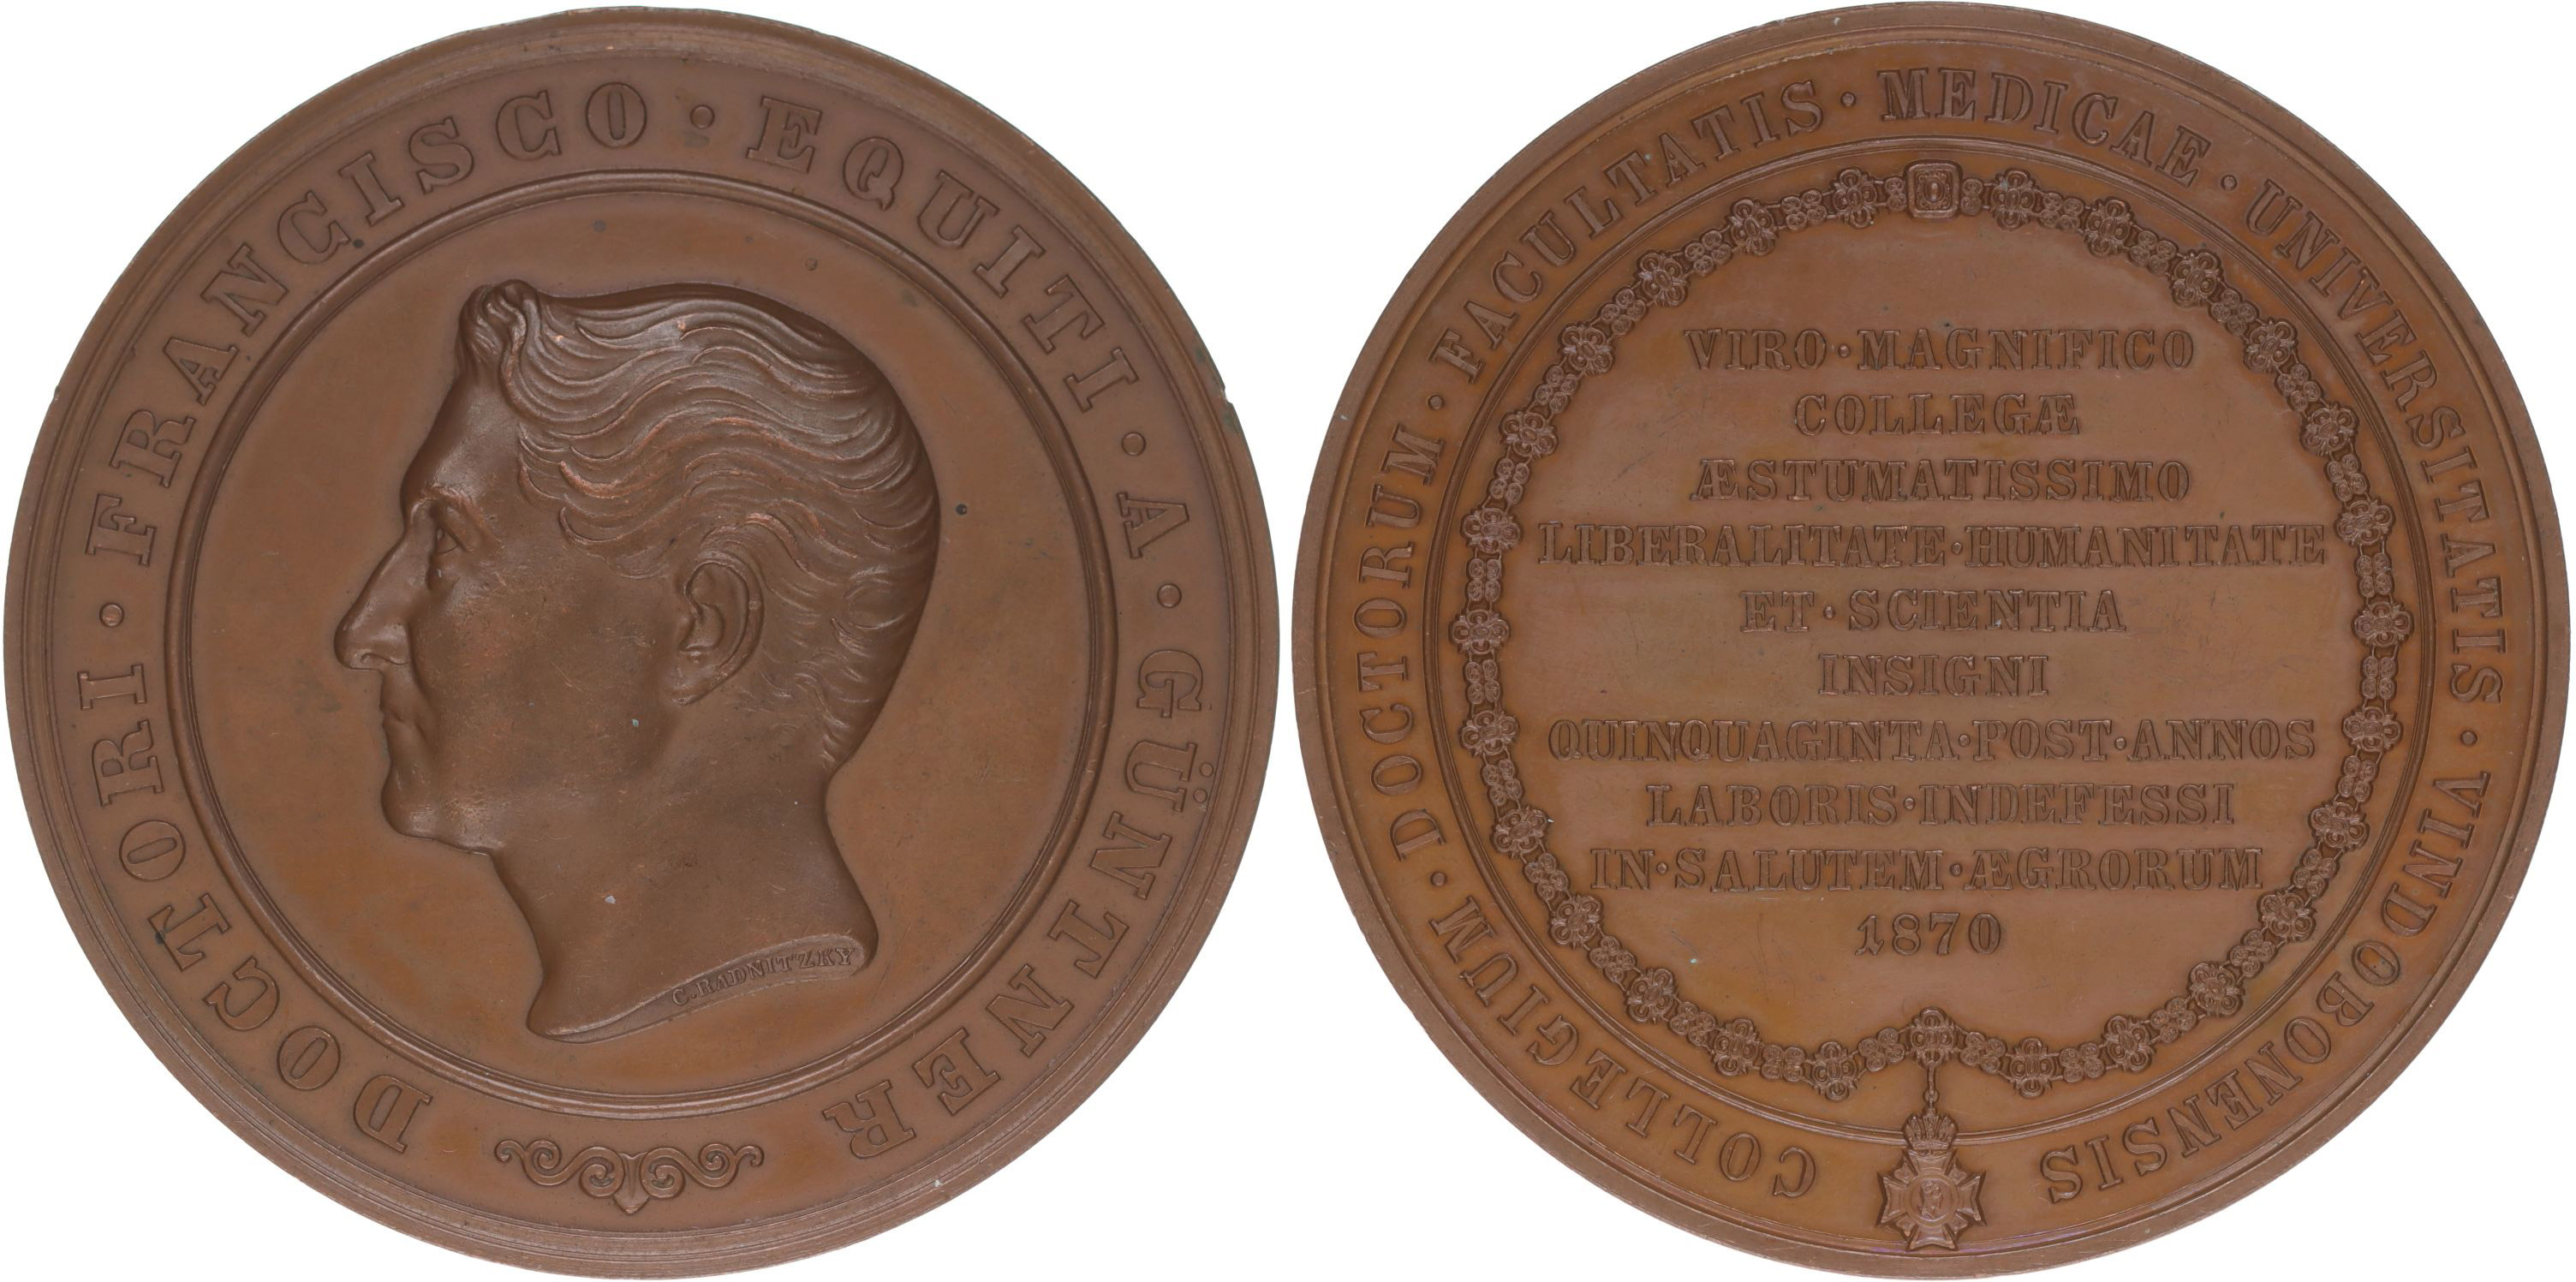 DOCTORI · FRANCISCO · EQUITI · A · GÜNTNER
C. RADNITZKY
COLLEGIUM · DOCTORUM · FACULTATIS · MEDICAE · UNIVERSITATIS · VINDOBONENSIS
VIRO · MAGNIFICO
COLLEGÆ
ÆSTUMATISSIMO
LIBERALITATE · HUMANITATE
ET · SCIENTIA
INSIGNI
QUINQUAGINTA · POST · ANNOS
LABORIS · INDEFESSI
IN · SALUTEM · ÆGRORUM
1870